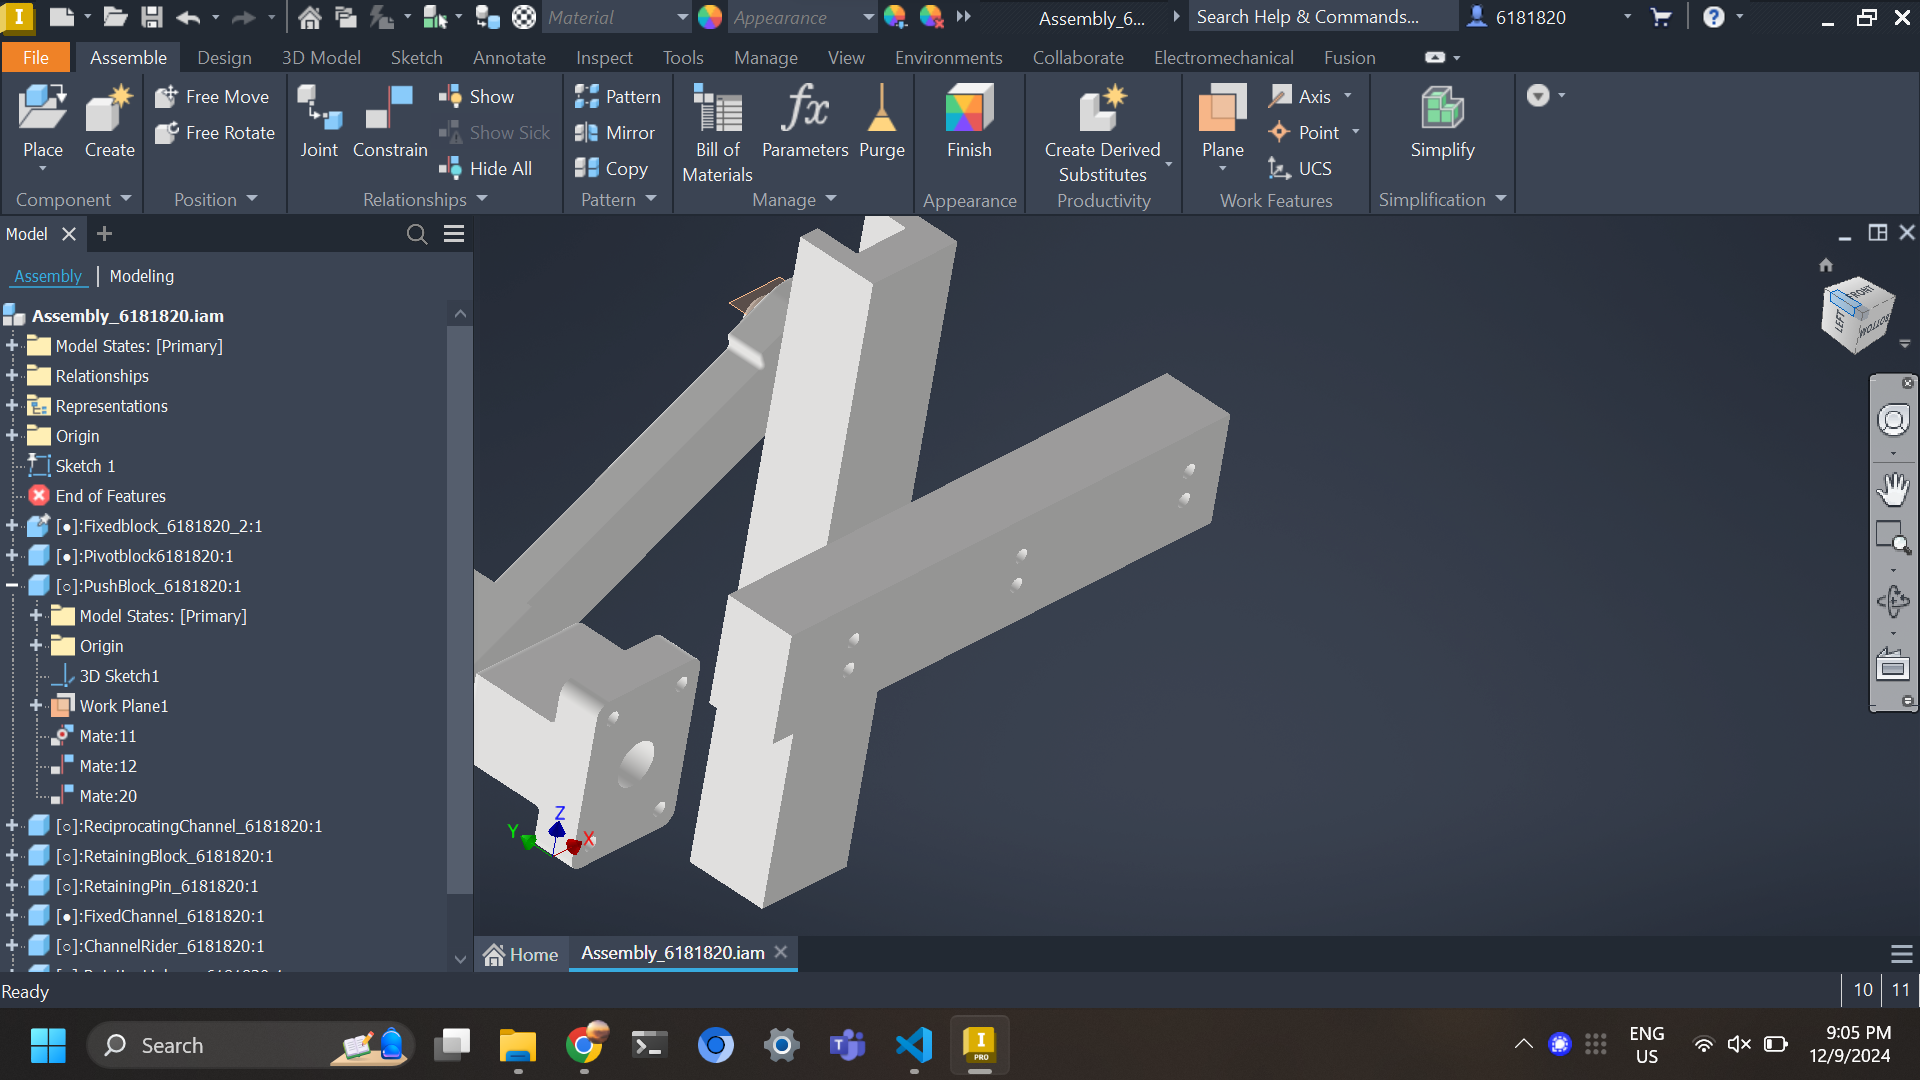 Material
Appearance
Assembly_6...
Search Help & Commands...
6181820
File
Assemble
Design
3D Model
Sketch
Annotate
Inspect
Tools
Manage
View
Environments
Collaborate
Electromechanical
Fusion
Place
Create
Free Move
Free Rotate
Joint
Constrain
Show
Show Sick
Hide All
Pattern
Mirror
Copy
Bill of
Materials
fx
Parameters
Purge
Finish
Create Derived
Substitutes
Plane
Axis
Point
UCS
Simplify
Component
Position
Relationships
Pattern
Manage
Appearance
Productivity
Work Features
Simplification
Model
Assembly
Modeling
Assembly_6181820.iam
Model States: [Primary]
Relationships
Representations
Origin
Sketch 1
End of Features
[●]:Fixedblock_6181820_2:1
[●]:Pivotblock6181820:1
[○]:PushBlock_6181820:1
Model States: [Primary]
Origin
3D Sketch1
Work Plane1
Mate:11
Mate:12
Mate:20
[○]:ReciprocatingChannel_6181820:1
[○]:RetainingBlock_6181820:1
[○]:RetainingPin_6181820:1
[●]:FixedChannel_6181820:1
[○]:ChannelRider_6181820:1
FRONT
LEFT
BOTTOM
Z
Y
X
Home
Assembly_6181820.iam
Ready
10
11
Search
I
PRO
ENG
US
9:05 PM
12/9/2024